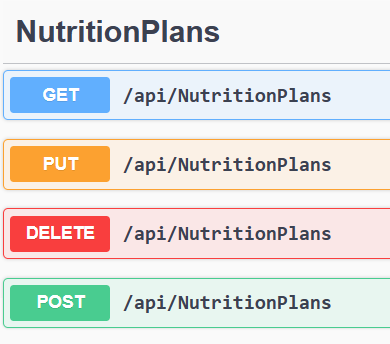 NutritionPlans
GET /api/NutritionPlans
PUT /api/NutritionPlans
DELETE /api/NutritionPlans
POST /api/NutritionPlans